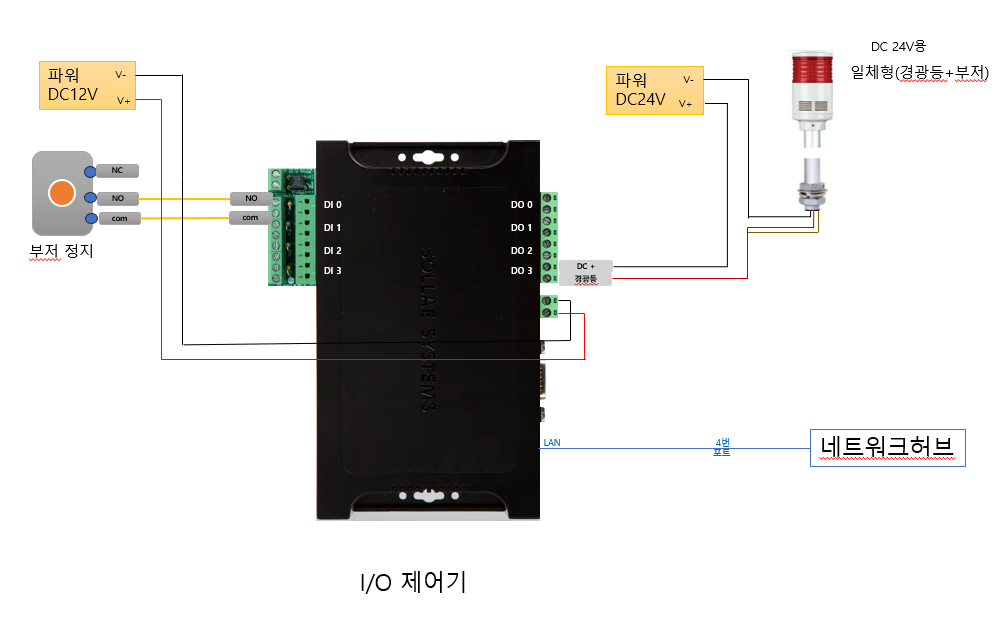 DC 24V용
일체형(경광등+부저)
파워
DC12V
V-
V+
파워
DC24V
V-
V+
NC
NO
com
부저 정지
NO
com
DI 0
DI 1
DI 2
DI 3
DO 0
DO 1
DO 2
DO 3
DC +
경광등
SOLLAE SYSTEMS
LAN
4번
포트
네트워크허브
I/O 제어기